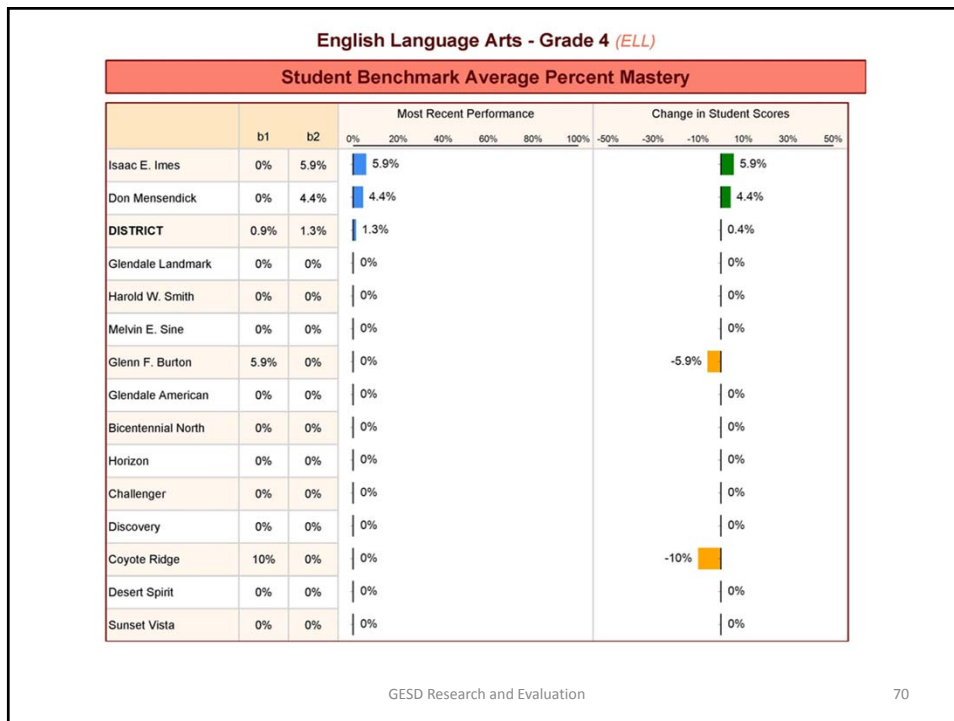 English Language Arts - Grade 4 (ELL)
Student Benchmark Average Percent Mastery
Most Recent Performance Change in Student Scores
b1 b2 0% 20% 40% 60% 80% 100% -50% -30% -10% 10% 30% 50%
Isaac E. Imes 0% 5.9% 5.9% 5.9%
Don Mensendick 0% 4.4% 4.4% 4.4%
DISTRICT 0.9% 1.3% 1.3% 0.4%
Glendale Landmark 0% 0% 0% 0%
Harold W. Smith 0% 0% 0% 0%
Melvin E. Sine 0% 0% 0% 0%
Glenn F. Burton 5.9% 0% 0% -5.9%
Glendale American 0% 0% 0% 0%
Bicentennial North 0% 0% 0% 0%
Horizon 0% 0% 0% 0%
Challenger 0% 0% 0% 0%
Discovery 0% 0% 0% 0%
Coyote Ridge 10% 0% 0% -10%
Desert Spirit 0% 0% 0% 0%
Sunset Vista 0% 0% 0% 0%
GESD Research and Evaluation 70